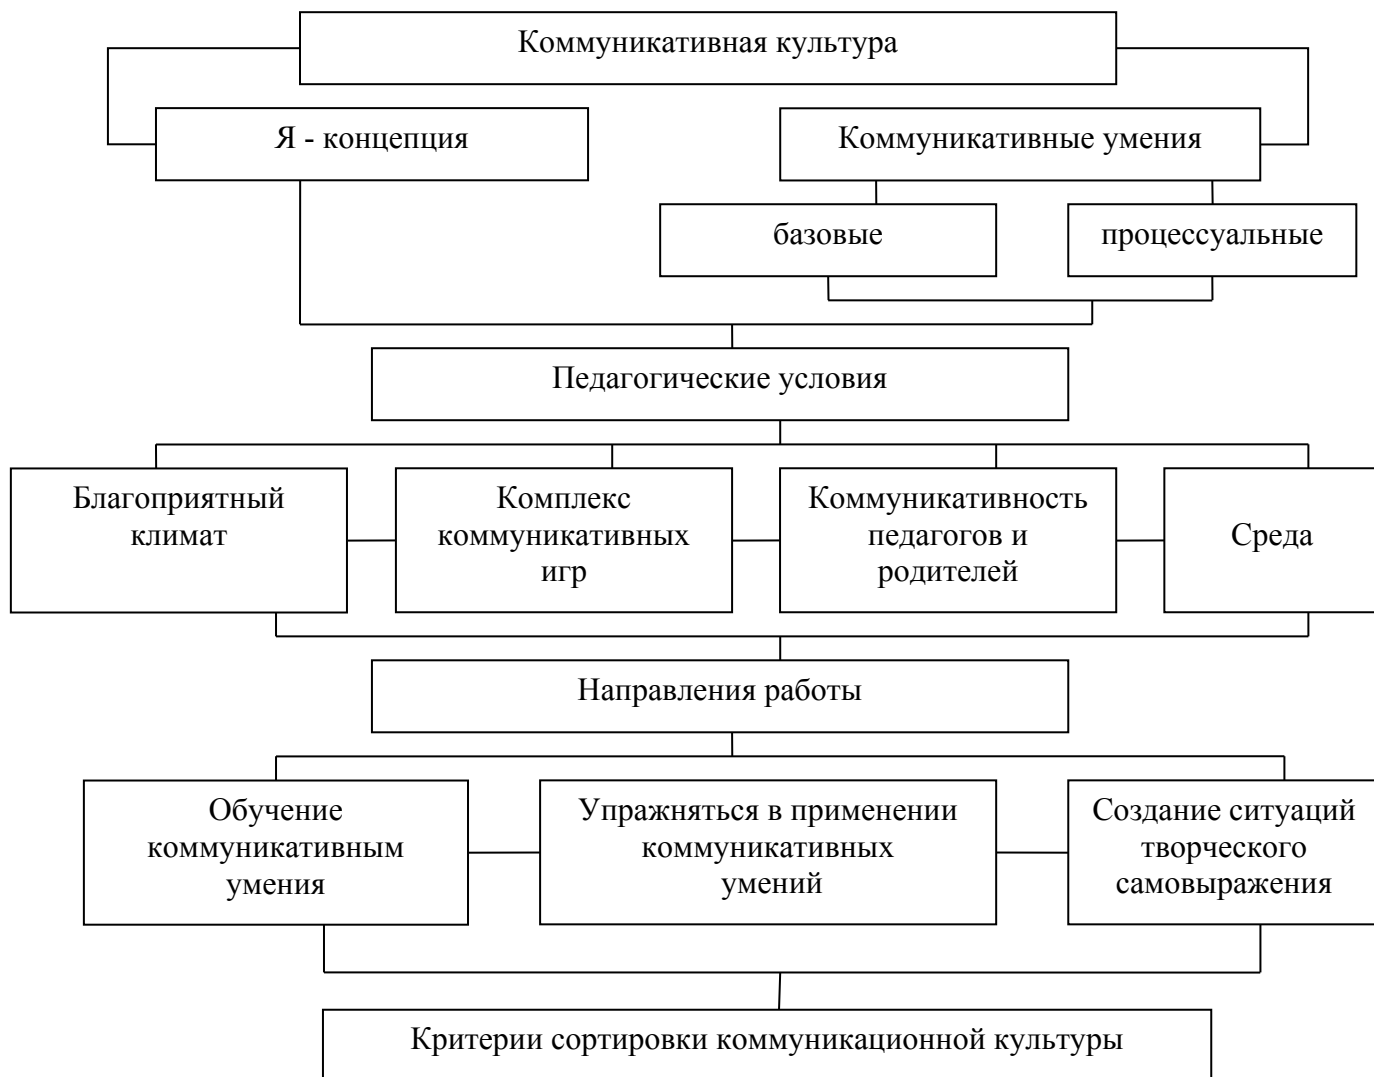 Коммуникативная культура
Я - концепция
Коммуникативные умения
базовые
процессуальные
Педагогические условия
Благоприятный
климат
Комплекс
коммуникативных
игр
Коммуникативность
педагогов и
родителей
Среда
Направления работы
Обучение
коммуникативным
умения
Упражняться в применении
коммуникативных
умений
Создание ситуаций
творческого
самовыражения
Критерии сортировки коммуникационной культуры